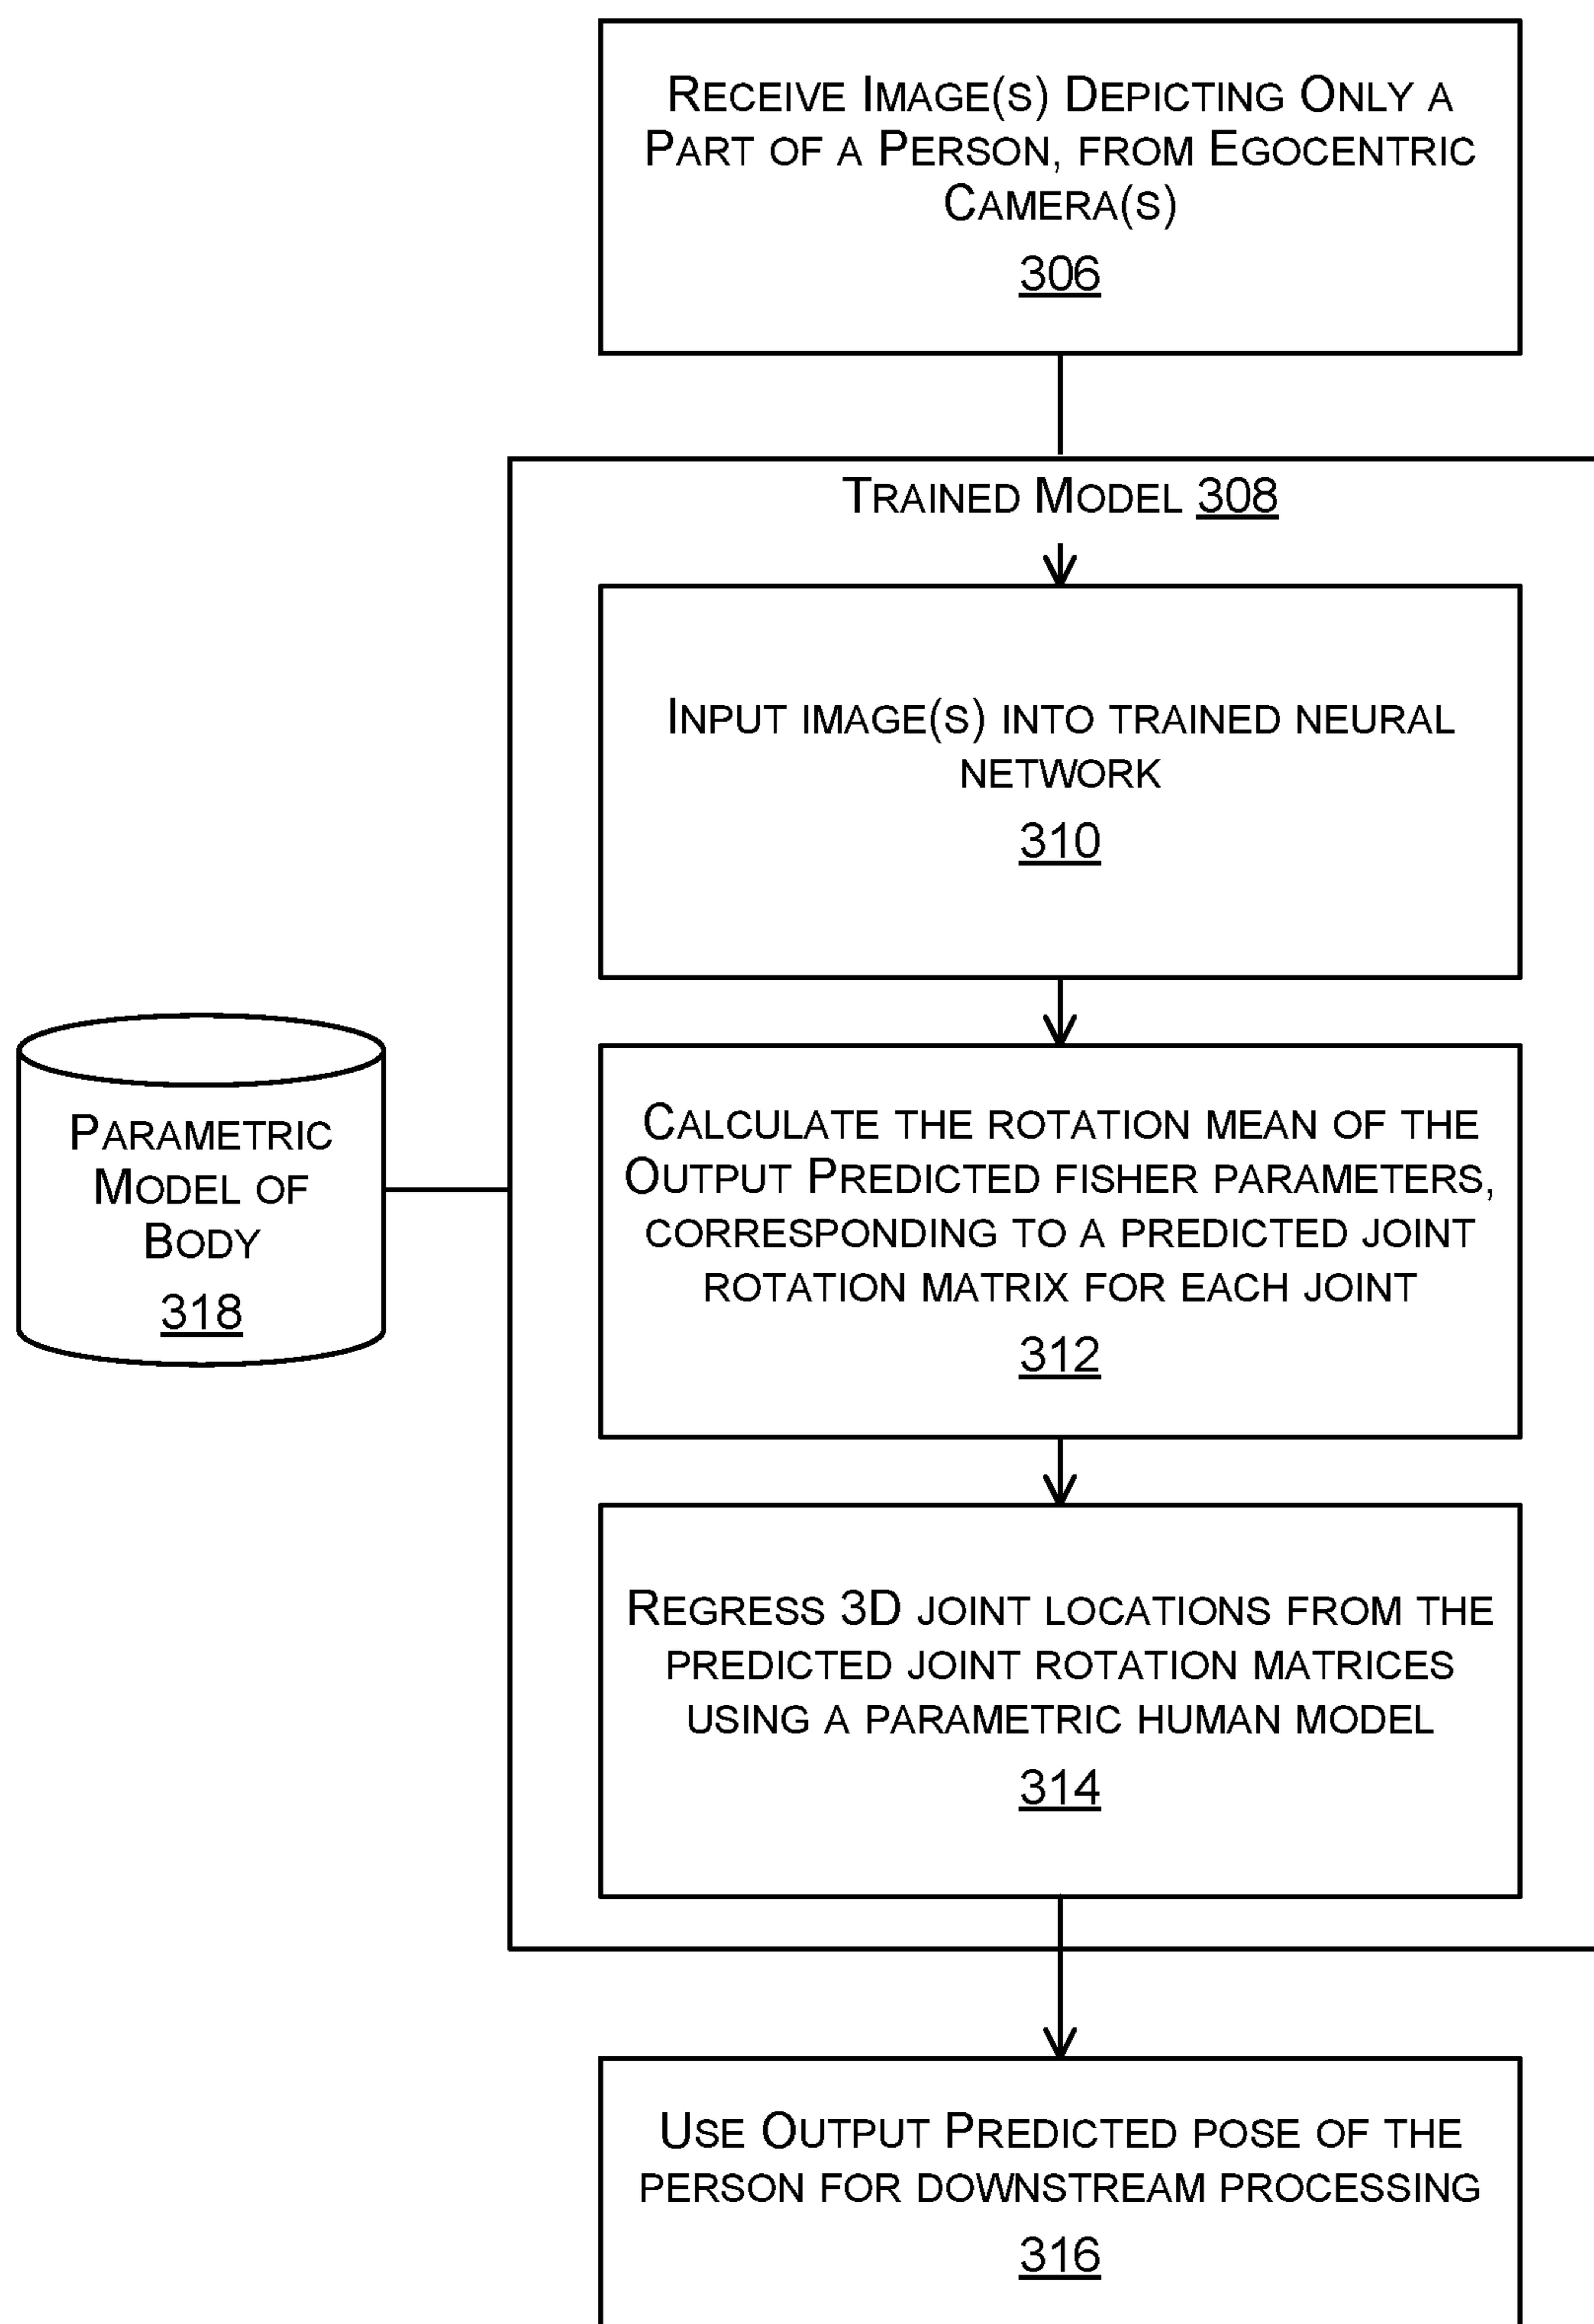 RECEIVE IMAGE(S) DEPICTING ONLY A
PART OF A PERSON, FROM EGOCENTRIC
CAMERA(S)
306
TRAINED MODEL 308
INPUT IMAGE(S) INTO TRAINED NEURAL
NETWORK
310
PARAMETRIC
MODEL OF
BODY
318
CALCULATE THE ROTATION MEAN OF THE
OUTPUT PREDICTED FISHER PARAMETERS,
CORRESPONDING TO A PREDICTED JOINT
ROTATION MATRIX FOR EACH JOINT
312
REGRESS 3D JOINT LOCATIONS FROM THE
PREDICTED JOINT ROTATION MATRICES
USING A PARAMETRIC HUMAN MODEL
314
USE OUTPUT PREDICTED POSE OF THE
PERSON FOR DOWNSTREAM PROCESSING
316